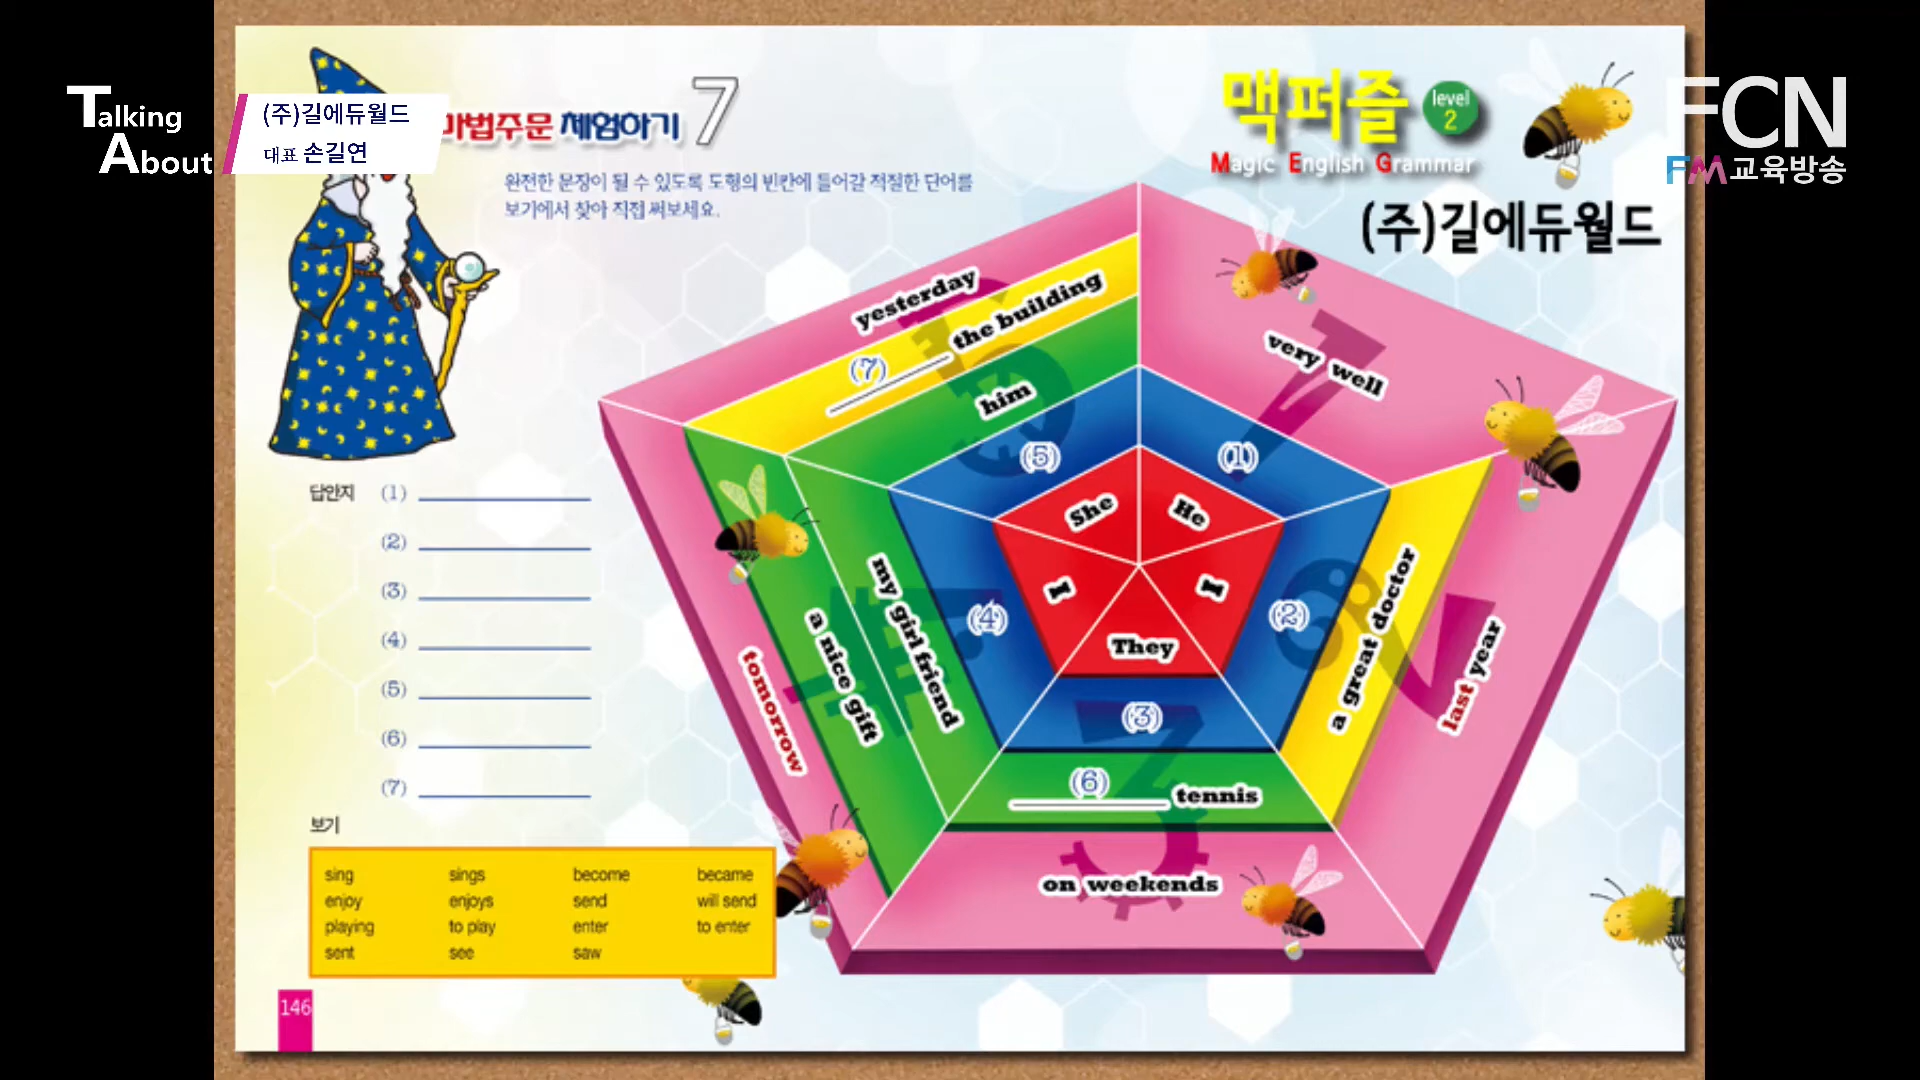 Talking
About
(주)길에듀월드
대표 손길연
마법주문 체험하기 7
완전한 문장이 될 수 있도록 도형의 빈칸에 들어갈 적절한 단어를
보기에서 찾아 직접 써보세요.
맥퍼즐 level 2
Magic English Grammar
(주)길에듀월드
FCN
FM교육방송
yesterday
(7) the building
him
(5)
She
very well
(1)
He
I
(2)
a great doctor
last year
They
(3)
(6) tennis
on weekends
I
(4)
my girl friend
a nice gift
tomorrow
답안지 (1)
(2)
(3)
(4)
(5)
(6)
(7)
보기
sing sings become became
enjoy enjoys send will send
playing to play enter to enter
sent see saw
146